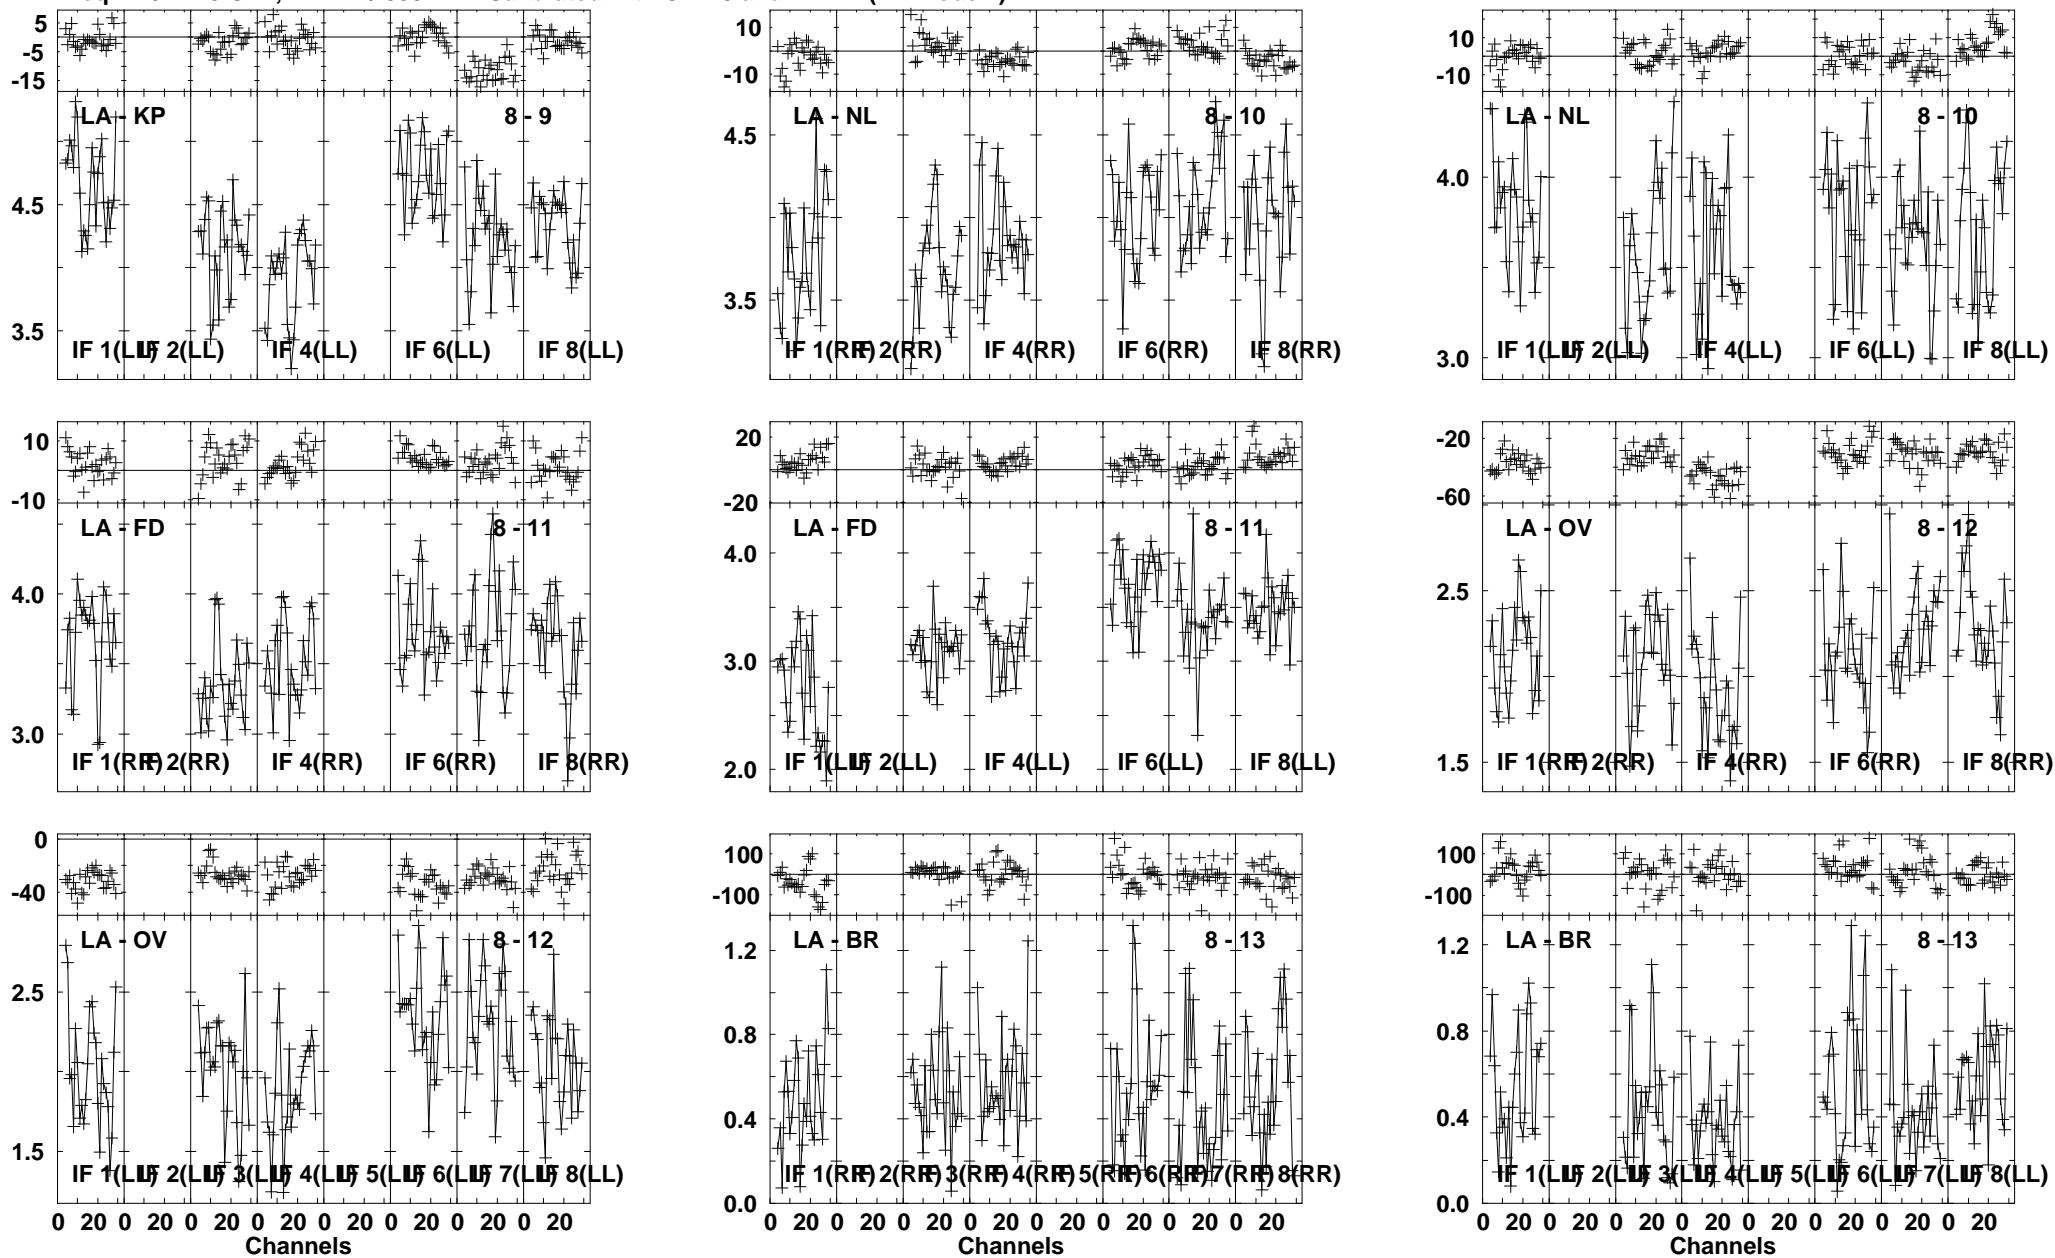 5
-5
-15
LA - KP 8 - 9
4.5
3.5
IF 1(LL) IF 2(LL) IF 4(LL) IF 6(LL) IF 8(LL)
10
-10
LA - NL 8 - 10
4.5
3.5
IF 1(RR) IF 2(RR) IF 4(RR) IF 6(RR) IF 8(RR)
10
-10
LA - NL 8 - 10
4.0
3.0
IF 1(LL) IF 2(LL) IF 4(LL) IF 6(LL) IF 8(LL)
10
-10
LA - FD 8 - 11
4.0
3.0
IF 1(RR) IF 2(RR) IF 4(RR) IF 6(RR) IF 8(RR)
20
-20
LA - FD 8 - 11
4.0
3.0
2.0
IF 1(LL) IF 2(LL) IF 4(LL) IF 6(LL) IF 8(LL)
-20
-60
LA - OV 8 - 12
2.5
1.5
IF 1(RR) IF 2(RR) IF 4(RR) IF 6(RR) IF 8(RR)
0
-40
LA - OV 8 - 12
2.5
1.5
IF 1(LL) IF 2(LL) IF 3(LL) IF 4(LL) IF 5(LL) IF 6(LL) IF 7(LL) IF 8(LL)
0 20 0 20 0 20 0 20 0 20 0 20 0 20 0 20
Channels
100
-100
LA - BR 8 - 13
1.2
0.8
0.4
0.0
IF 1(RR) IF 2(RR) IF 3(RR) IF 4(RR) IF 5(RR) IF 6(RR) IF 7(RR) IF 8(RR)
0 20 0 20 0 20 0 20 0 20 0 20 0 20 0 20
Channels
100
-100
LA - BR 8 - 13
1.2
0.8
0.4
0.0
IF 1(LL) IF 2(LL) IF 3(LL) IF 4(LL) IF 5(LL) IF 6(LL) IF 7(LL) IF 8(LL)
0 20 0 20 0 20 0 20 0 20 0 20 0 20 0 20
Channels